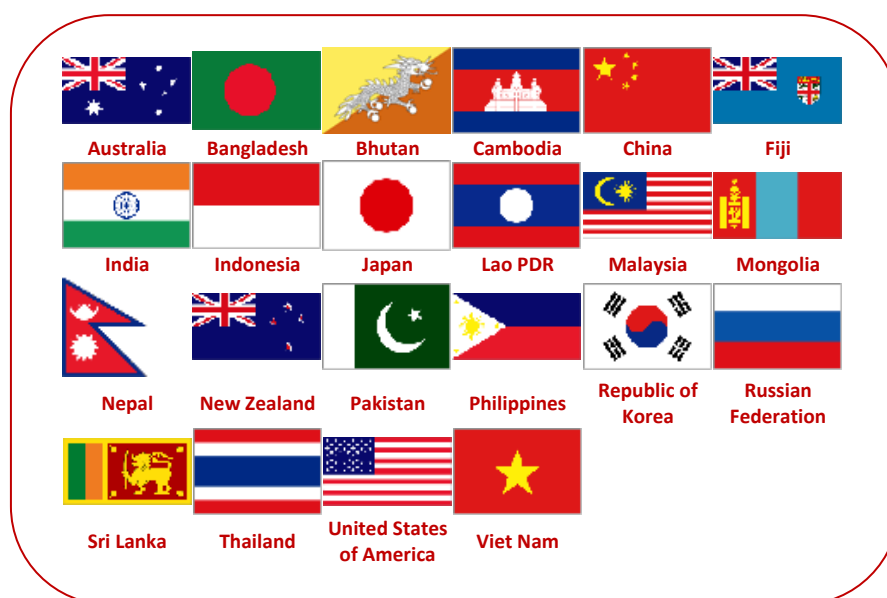 Australia Bangladesh Bhutan Cambodia China Fiji
India Indonesia Japan Lao PDR Malaysia Mongolia
Nepal New Zealand Pakistan Philippines Republic of Korea Russian Federation
Sri Lanka Thailand United States of America Viet Nam